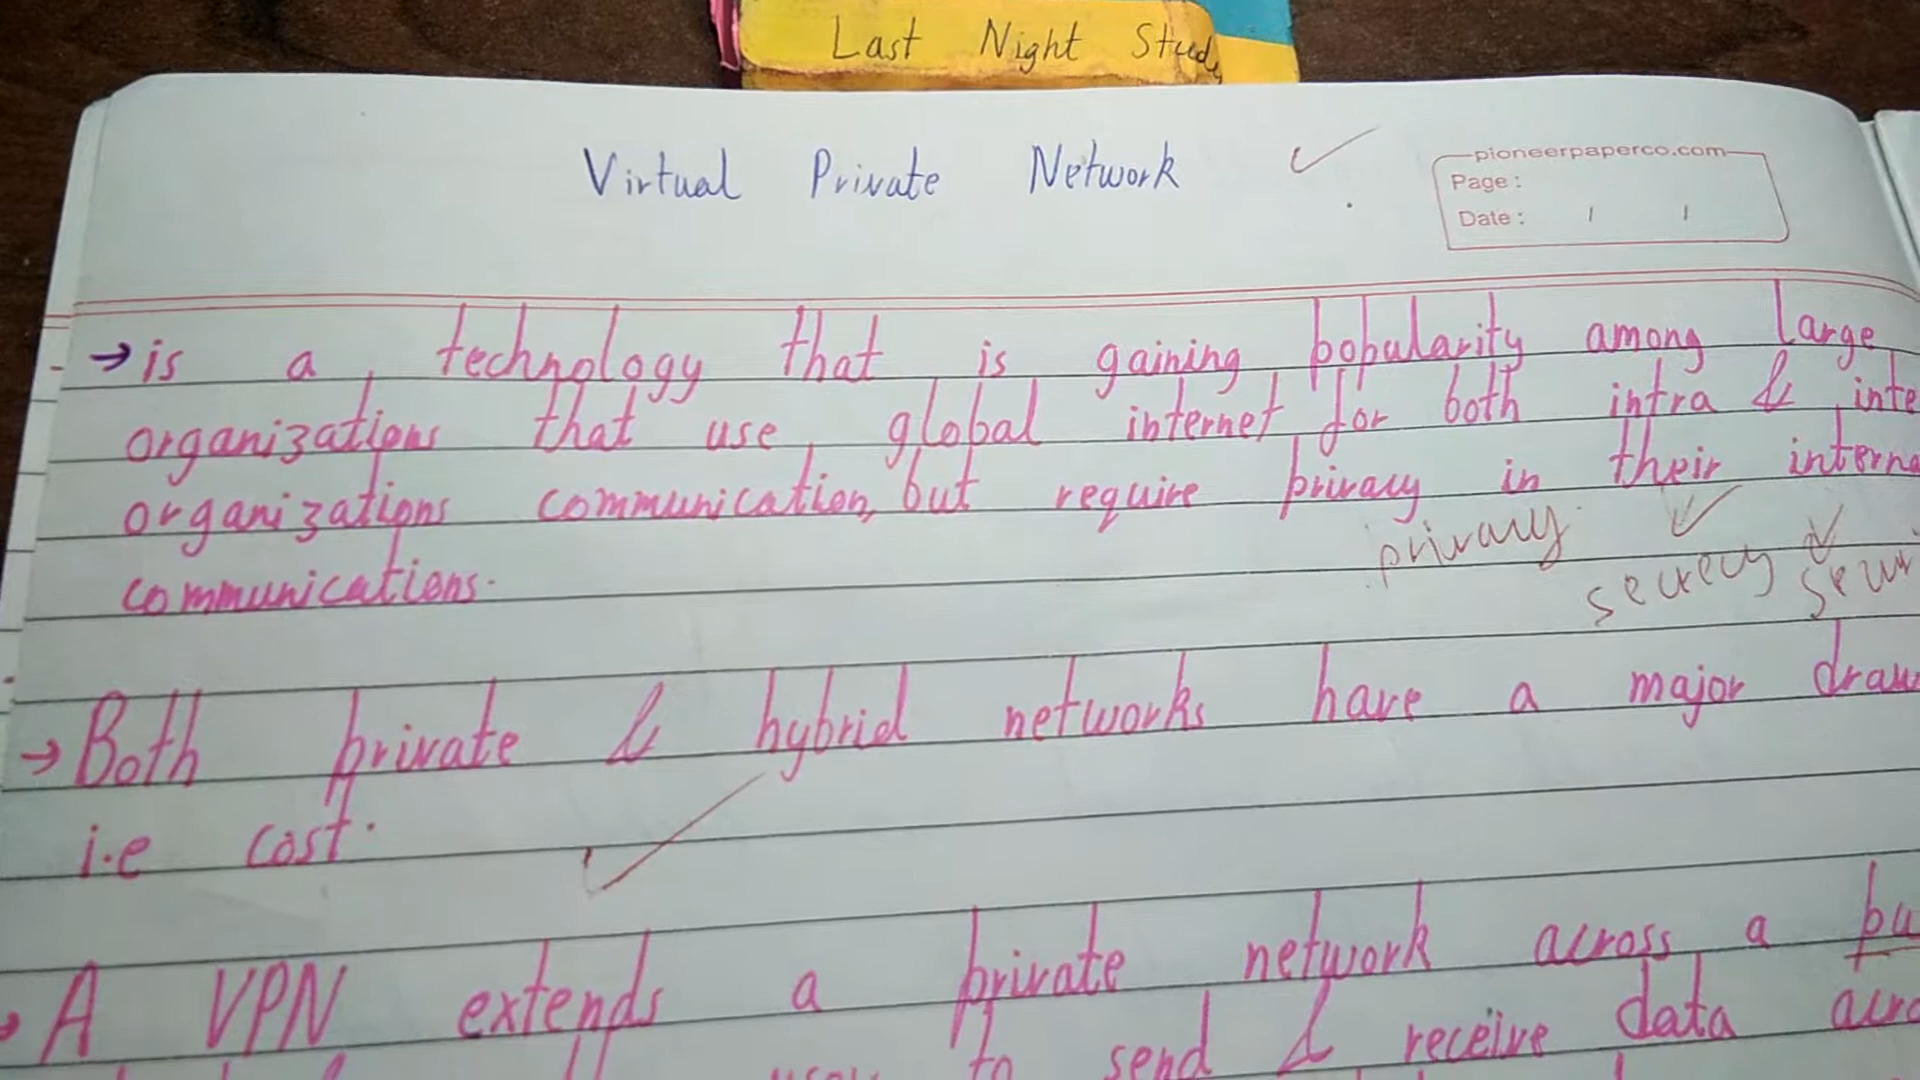 Last Night Study
Virtual Private Network
pioneerpaperco.com
Page :
Date : / /
→ is a technology that is gaining popularity among large
organizations that use global internet for both intra & inte
organizations communication, but require privacy in their interna
privacy secrecy
communications.
→ Both private & hybrid networks have a major draw
i.e cost.
A VPN extends a private network across a pu
to send & receive data acro